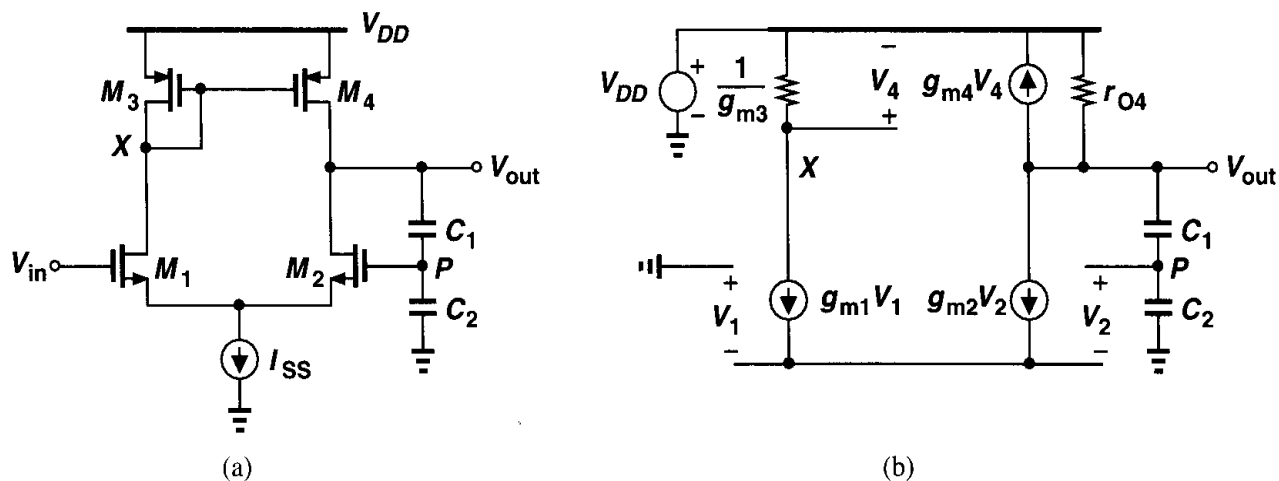 V_DD
M_3
M_4
X
V_out
C_1
V_in
M_1
M_2
P
C_2
I_SS
(a)
V_DD
+
−
1
g_m3
−
V_4
+
g_m4V_4
r_O4
X
V_out
C_1
P
+
V_1
−
g_m1V_1
g_m2V_2
+
V_2
−
C_2
(b)